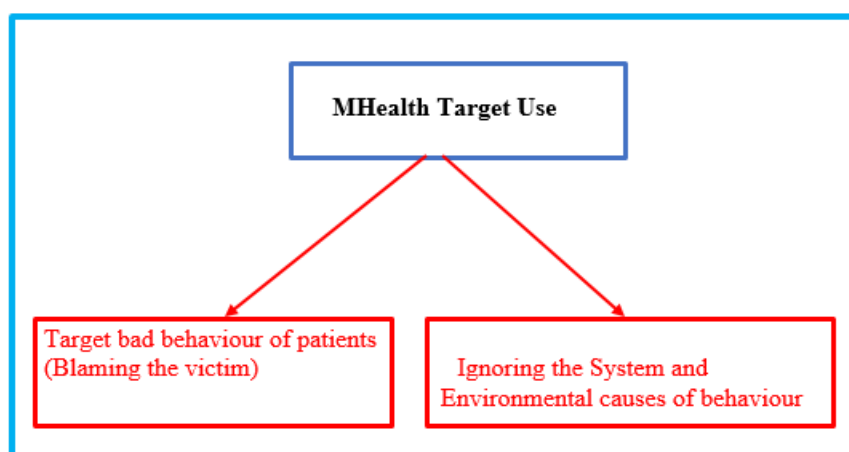 MHealth Target Use
Target bad behaviour of patients
(Blaming the victim)
Ignoring the System and
Environmental causes of behaviour